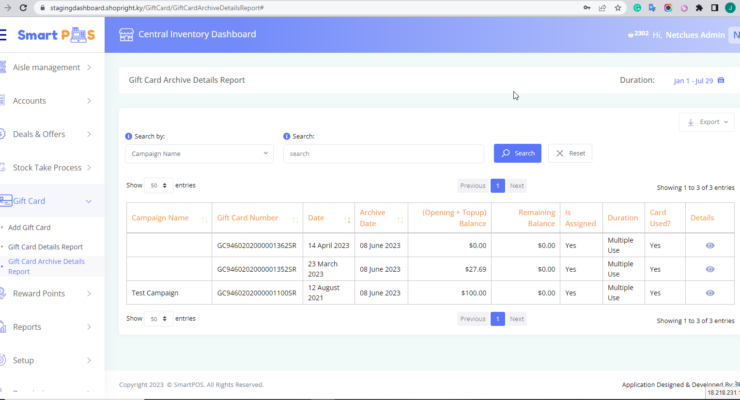 stagingdashboard.shopright.ky/GiftCard/GiftCardArchiveDetailsReport#
J
Smart POS
Central Inventory Dashboard
2302 Hi, Netclues Admin
N
Aisle management
Accounts
Deals & Offers
Stock Take Process
Gift Card
Add Gift Card
Gift Card Details Report
Gift Card Archive Details
Report
Reward Points
Reports
Setup
Gift Card Archive Details Report
Duration: Jan 1 - Jul 29
Export
Search by:
Search:
Campaign Name
search
Search
Reset
Show 50 entries
Previous 1 Next
Showing 1 to 3 of 3 entries
Campaign Name Gift Card Number Date Archive Date (Opening + Topup) Balance Remaining Balance Is Assigned Duration Card Used? Details
GC9460202000001362SR 14 April 2023 08 June 2023 $0.00 $0.00 Yes Multiple Use Yes
GC9460202000001352SR 23 March 2023 08 June 2023 $27.69 $0.00 Yes Multiple Use Yes
Test Campaign GC9460202000001100SR 12 August 2021 08 June 2023 $100.00 $0.00 Yes Multiple Use Yes
Show 50 entries
Previous 1 Next
Showing 1 to 3 of 3 entries
Copyright 2023 © SmartPOS. All Rights Reserved.
Application Designed & Developed By
18.218.231.1